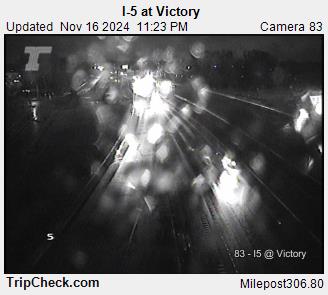 I-5 at Victory
Updated Nov 16 2024 11:23 PM Camera 83
T
S
83 - I5 @ Victory
TripCheck.com Milepost306.80